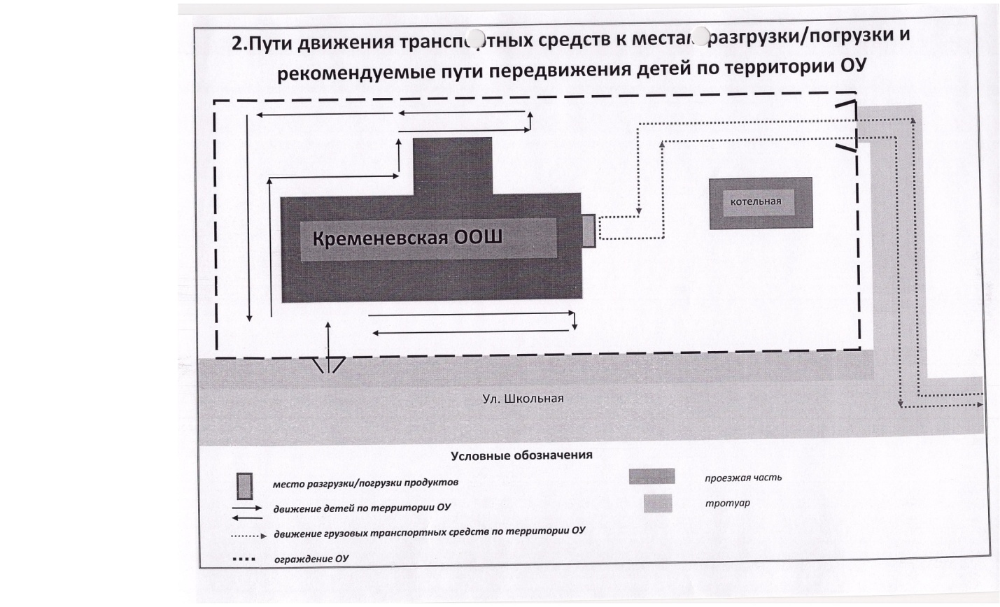 2.Пути движения транспортных средств к местам разгрузки/погрузки и
рекомендуемые пути передвижения детей по территории ОУ
котельная
Кременевская ООШ
Ул. Школьная
Условные обозначения
место разгрузки/погрузки продуктов
движение детей по территории ОУ
движение грузовых транспортных средств по территории ОУ
ограждение ОУ
проезжая часть
тротуар